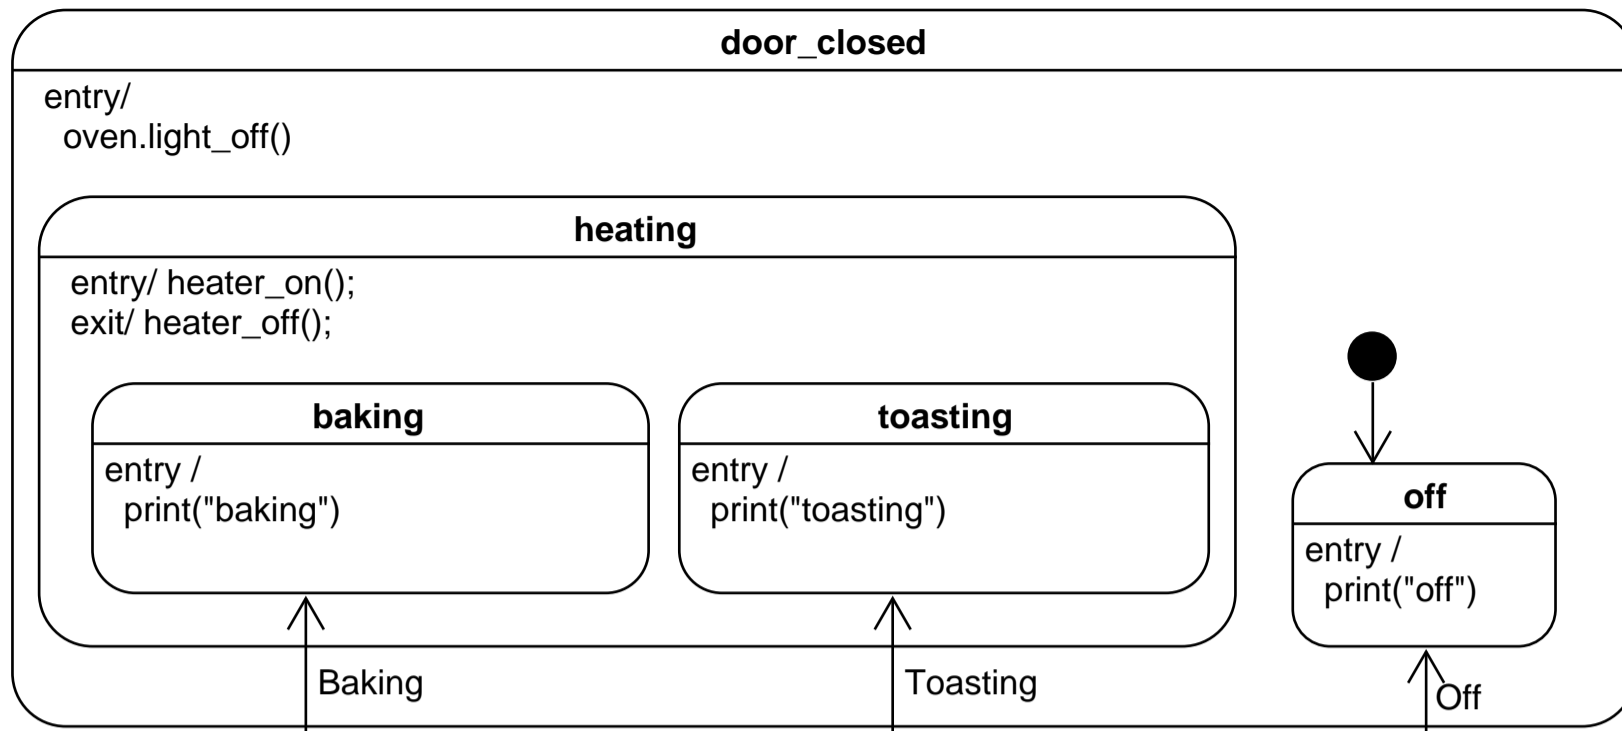 door_closed
entry/
oven.light_off()
heating
entry/ heater_on();
exit/ heater_off();
baking
entry /
print("baking")
toasting
entry /
print("toasting")
off
entry /
print("off")
Baking
Toasting
Off